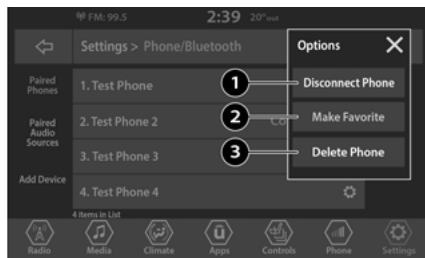 FM: 99.5 2:39 20°out
Settings > Phone/Bluetooth
Options
Paired
Phones
1. Test Phone
1
Disconnect Phone
Paired
Audio
Sources
2. Test Phone 2
Co
2
Make Favorite
3. Test Phone 3
3
Delete Phone
Add Device
4. Test Phone 4
4 Items in List
Radio Media Climate Apps Controls Phone Settings